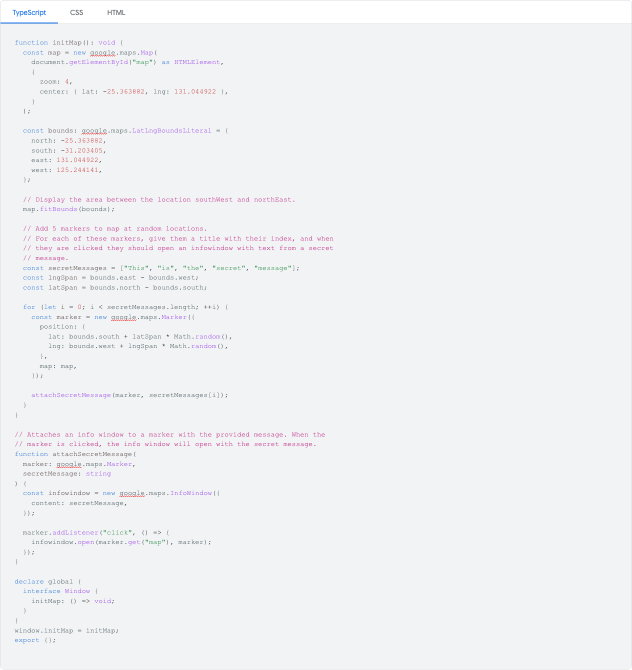 TypeScript CSS HTML
function initMap(): void {
const map = new google.maps.Map(
document.getElementById("map") as HTMLElement,
{
zoom: 4,
center: { lat: -25.363882, lng: 131.044922 },
}
);
const bounds: google.maps.LatLngBoundsLiteral = {
north: -25.363882,
south: -31.203405,
east: 131.044922,
west: 125.244141,
};
// Display the area between the location southWest and northEast.
map.fitBounds(bounds);
// Add 5 markers to map at random locations.
// For each of these markers, give them a title with their index, and when
// they are clicked they should open an infowindow with text from a secret
// message.
const secretMessages = ["This", "is", "the", "secret", "message"];
const lngSpan = bounds.east - bounds.west;
const latSpan = bounds.north - bounds.south;
for (let i = 0; i < secretMessages.length; ++i) {
const marker = new google.maps.Marker({
position: {
lat: bounds.south + latSpan * Math.random(),
lng: bounds.west + lngSpan * Math.random(),
},
map: map,
});
attachSecretMessage(marker, secretMessages[i]);
}
}
// Attaches an info window to a marker with the provided message. When the
// marker is clicked, the info window will open with the secret message.
function attachSecretMessage(
marker: google.maps.Marker,
secretMessage: string
) {
const infowindow = new google.maps.InfoWindow({
content: secretMessage,
});
marker.addListener("click", () => {
infowindow.open(marker.get("map"), marker);
});
}
declare global {
interface Window {
initMap: () => void;
}
}
window.initMap = initMap;
export {};